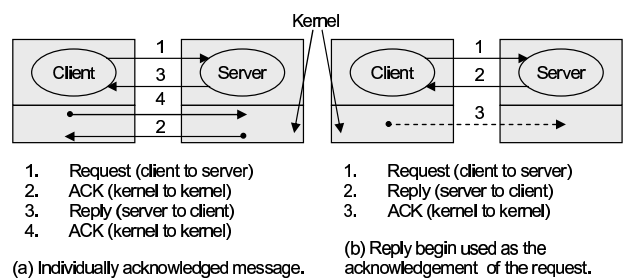 Kernel
1
Client
3
Server
4
2
1
Client
2
Server
3
1. Request (client to server)
2. ACK (kernel to kernel)
3. Reply (server to client)
4. ACK (kernel to kernel)
(a) Individually acknowledged message.
1. Request (client to server)
2. Reply (server to client)
3. ACK (kernel to kernel)
(b) Reply begin used as the
acknowledgement of the request.